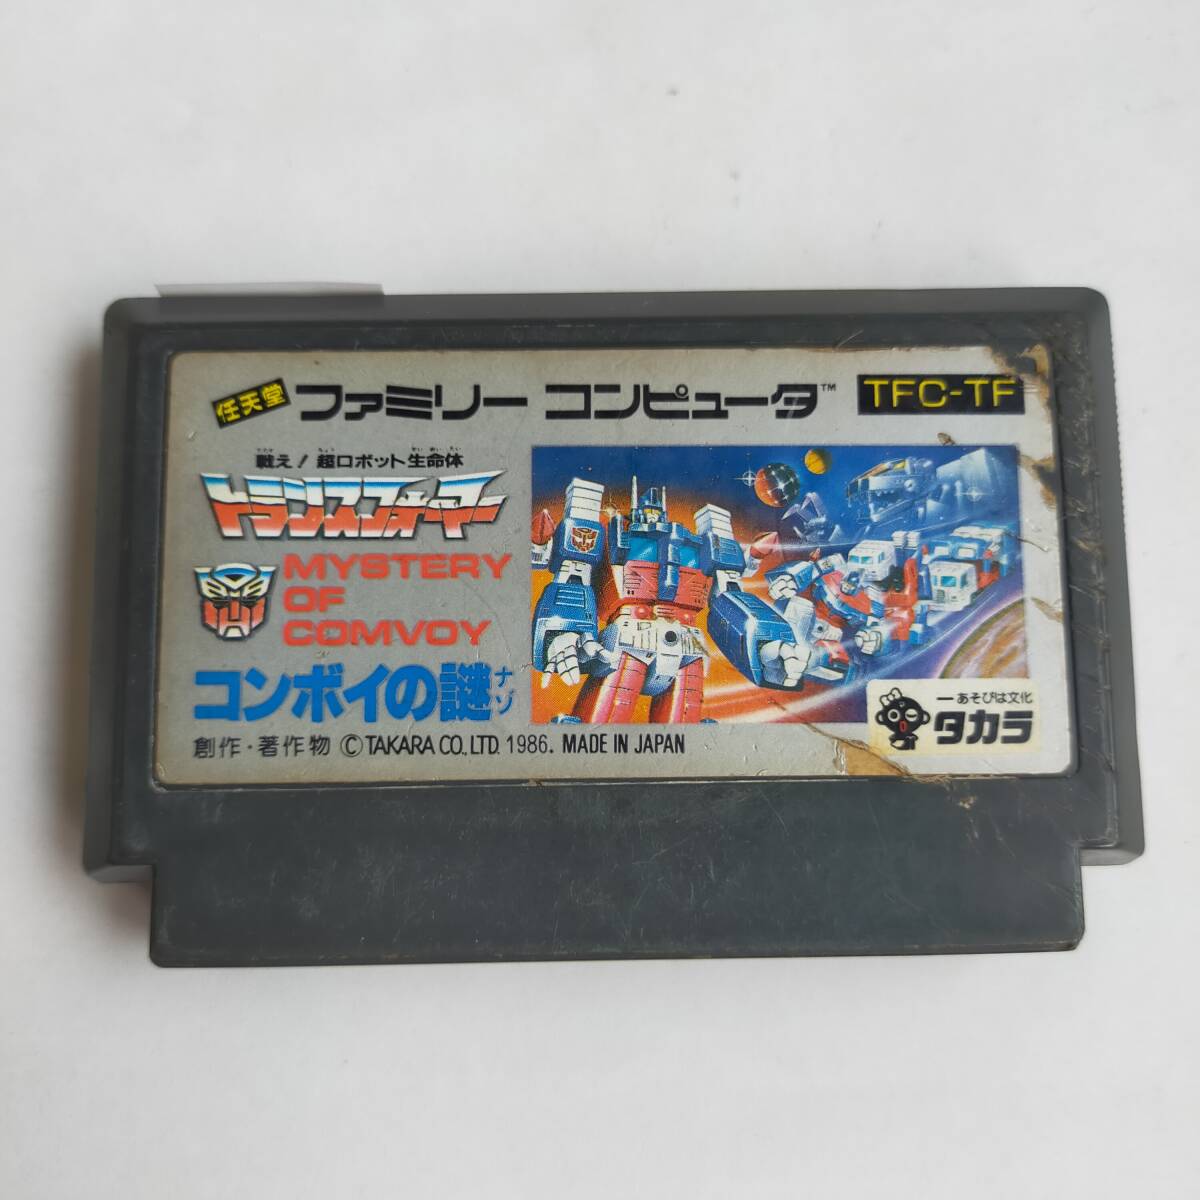 任天堂 ファミリー コンピュータ™ TFC-TF
戦え!超ロボット生命体
トランスフォーマー
MYSTERY
OF
COMVOY
コンボイの謎 ナゾ
創作・著作物 ©TAKARA CO., LTD. 1986. MADE IN JAPAN
―あそびは文化
タカラ